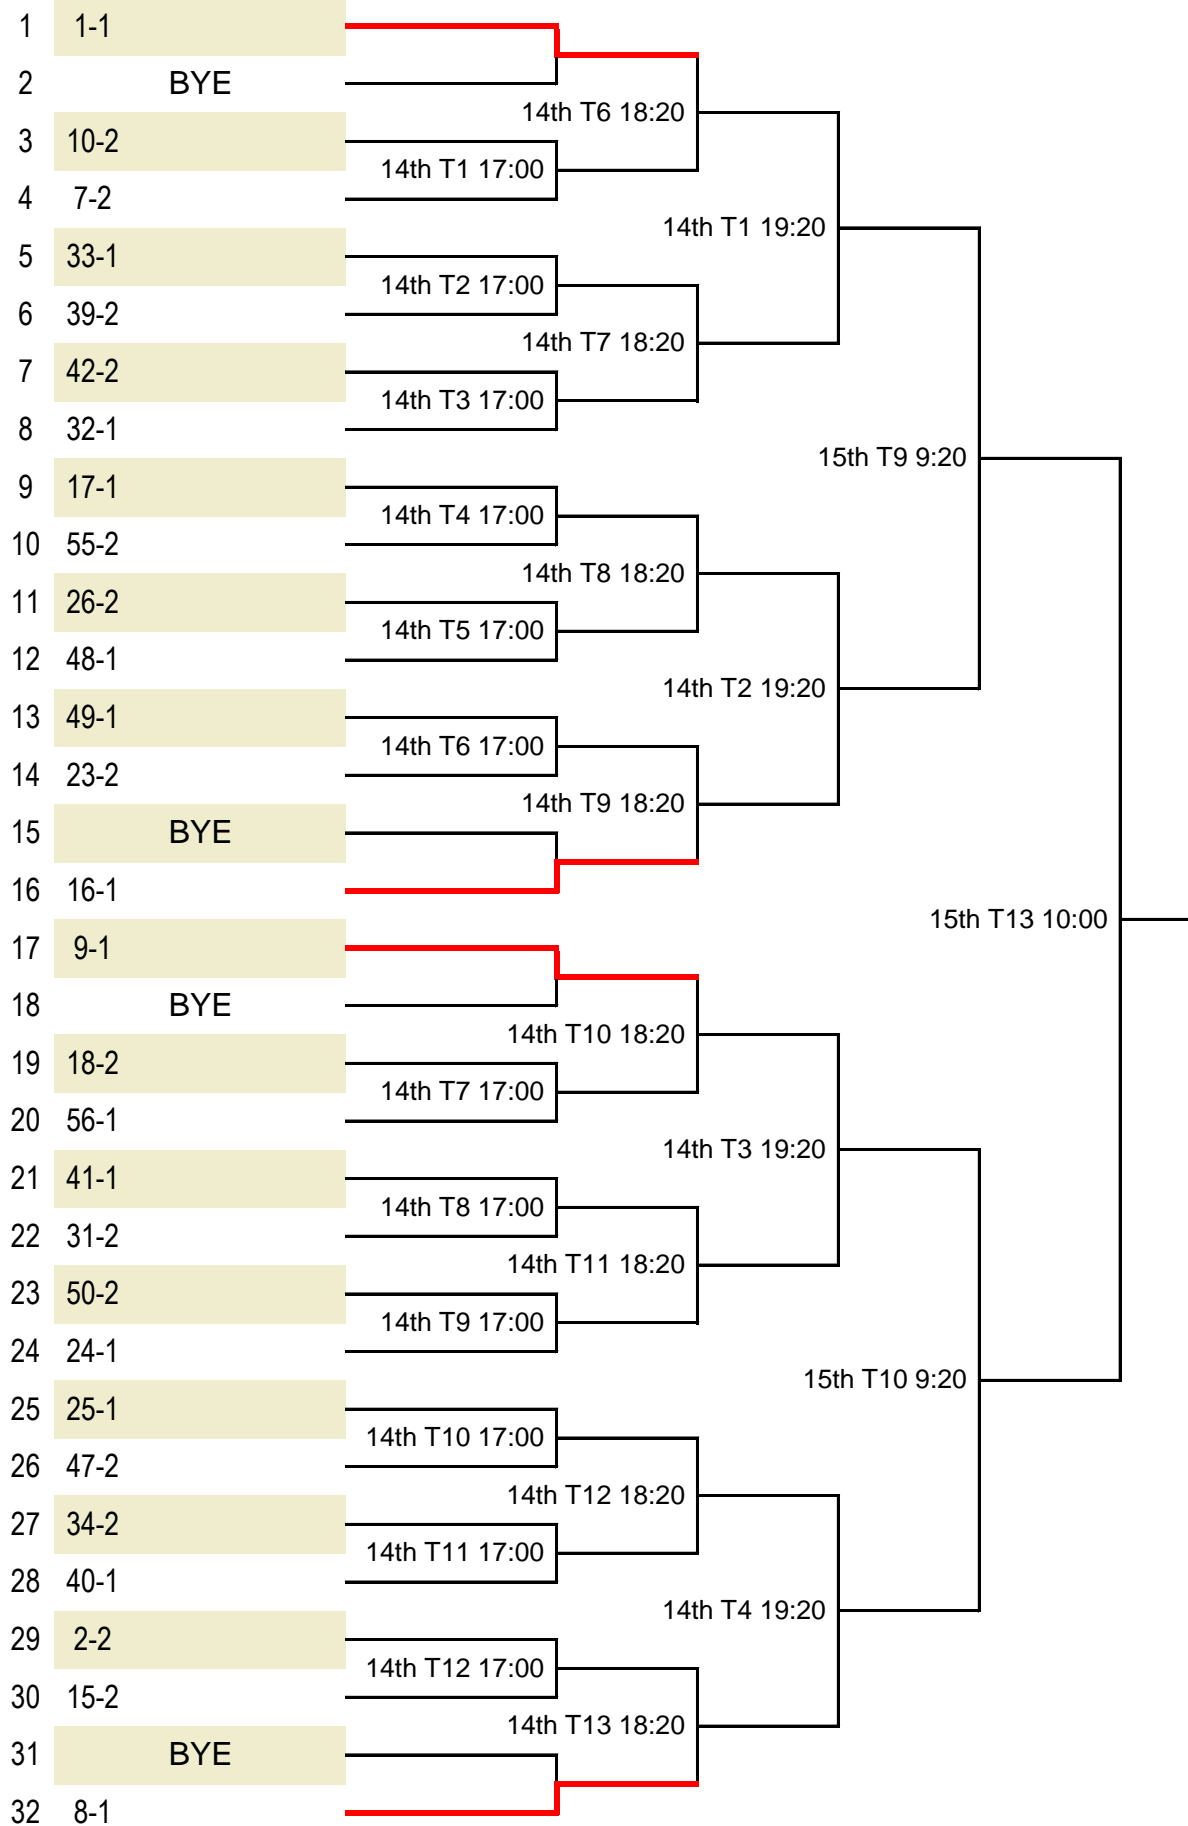 1 1-1
2 BYE
14th T6 18:20
3 10-2
14th T1 17:00
4 7-2
14th T1 19:20
5 33-1
14th T2 17:00
6 39-2
14th T7 18:20
7 42-2
14th T3 17:00
8 32-1
15th T9 9:20
9 17-1
14th T4 17:00
10 55-2
14th T8 18:20
11 26-2
14th T5 17:00
12 48-1
14th T2 19:20
13 49-1
14th T6 17:00
14 23-2
14th T9 18:20
15 BYE
16 16-1
15th T13 10:00
17 9-1
18 BYE
14th T10 18:20
19 18-2
14th T7 17:00
20 56-1
14th T3 19:20
21 41-1
14th T8 17:00
22 31-2
14th T11 18:20
23 50-2
14th T9 17:00
24 24-1
15th T10 9:20
25 25-1
14th T10 17:00
26 47-2
14th T12 18:20
27 34-2
14th T11 17:00
28 40-1
14th T4 19:20
29 2-2
14th T12 17:00
30 15-2
14th T13 18:20
31 BYE
32 8-1